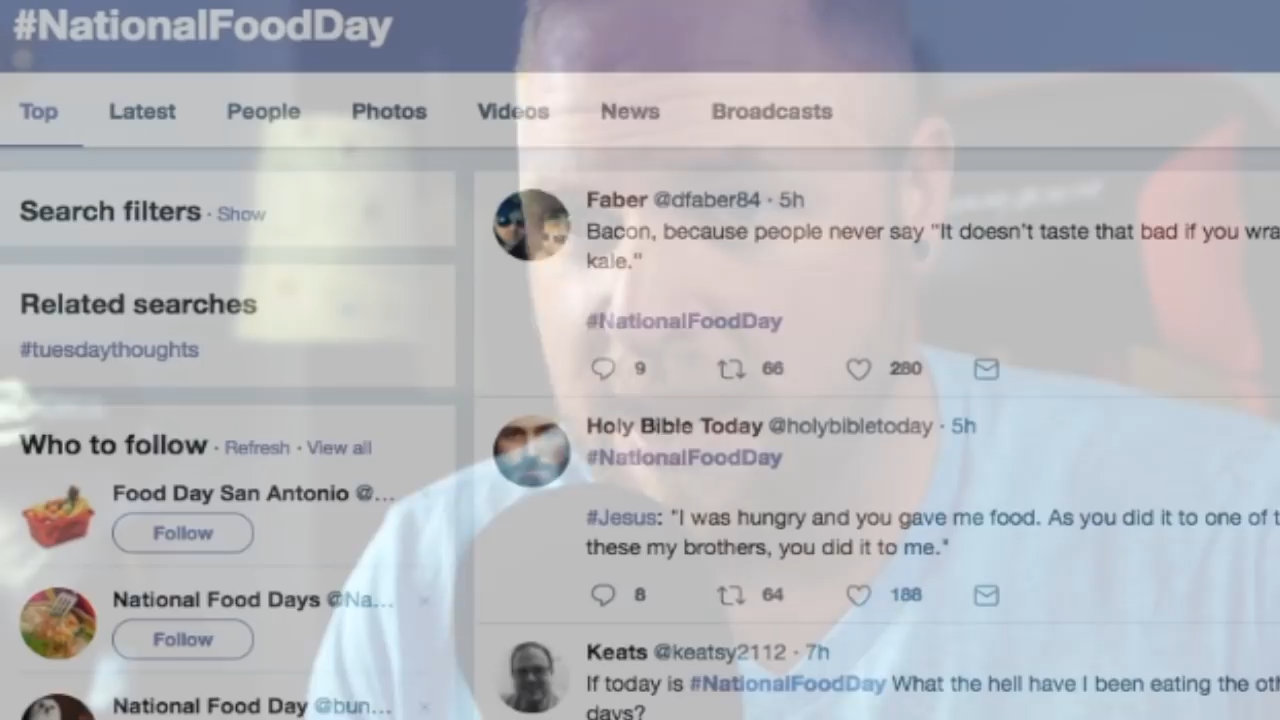 #NationalFoodDay
Top Latest People Photos Videos News Broadcasts
Search filters · Show
Related searches
#tuesdaythoughts
Who to follow · Refresh · View all
Food Day San Antonio @...
Follow
National Food Days @Na...
Follow
National Food Day @bun...
Faber @dfaber84 · 5h
Bacon, because people never say "It doesn't taste that bad if you wra
kale."
#NationalFoodDay
9 66 280
Holy Bible Today @holybibletoday · 5h
#NationalFoodDay
#Jesus: "I was hungry and you gave me food. As you did it to one of t
these my brothers, you did it to me."
8 64 188
Keats @keatsy2112 · 7h
If today is #NationalFoodDay What the hell have I been eating the oth
days?